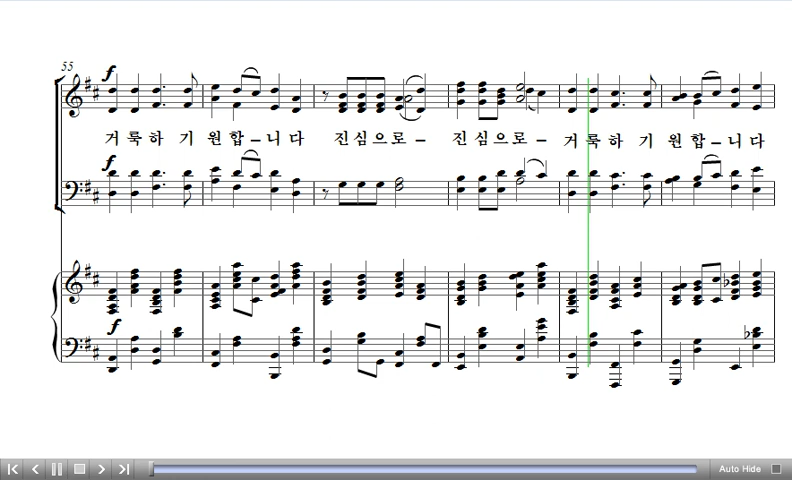 55
f
거 룩 하 기 원 합 – 니 다 진 심 으 로 – 진 심 으 로 – 거 룩 하 기 원 합 – 니 다
f
f
Auto Hide